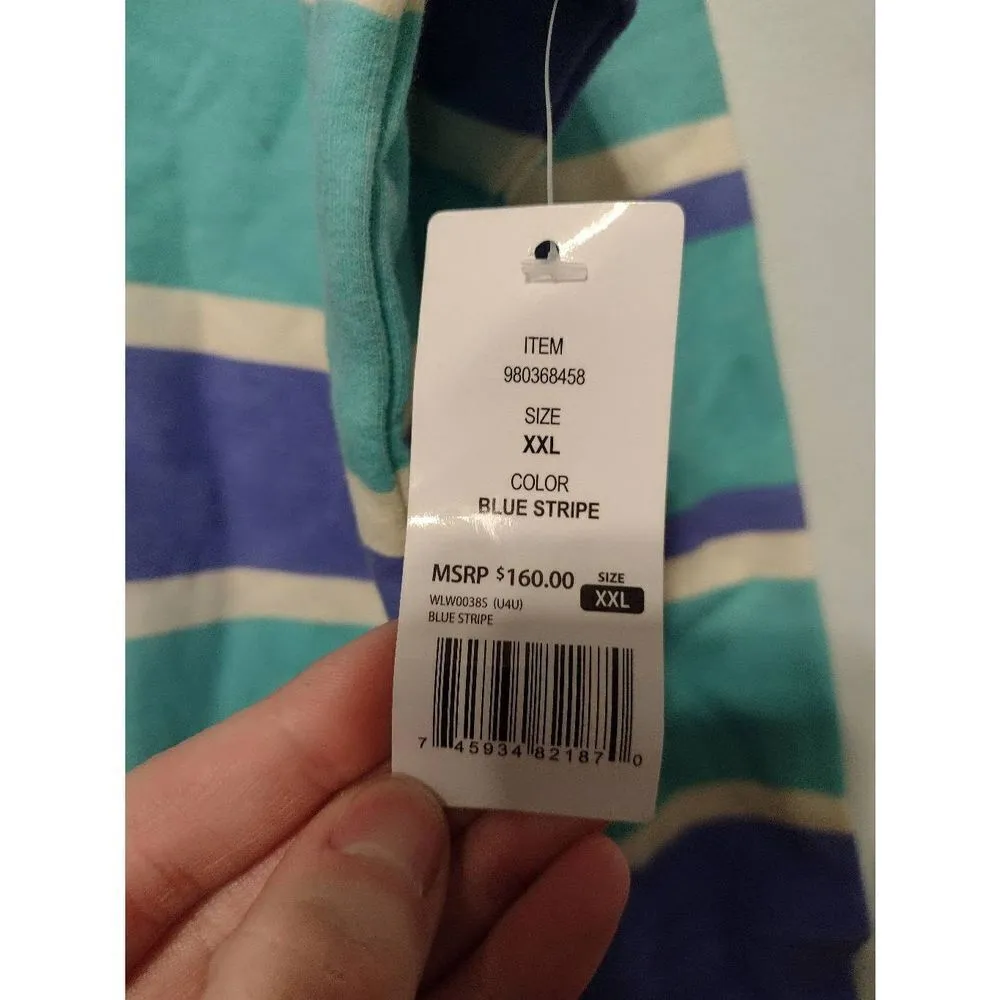 ITEM
980368458
SIZE
XXL
COLOR
BLUE STRIPE
MSRP $160.00
SIZE
XXL
WLW0038S (U4U)
BLUE STRIPE
7 45934 82187 0